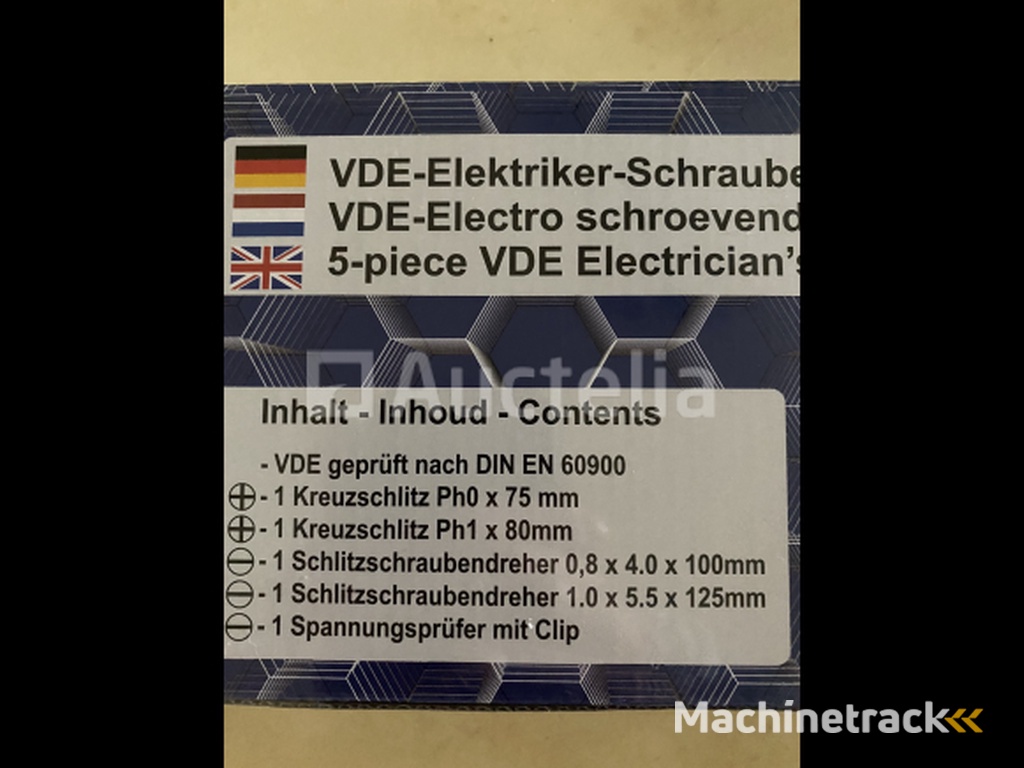 VDE-Elektriker-Schraube
VDE-Electro schroevend
5-piece VDE Electrician's
Auctelia
Inhalt - Inhoud - Contents
- VDE geprüft nach DIN EN 60900
- 1 Kreuzschlitz Ph0 x 75 mm
- 1 Kreuzschlitz Ph1 x 80mm
- 1 Schlitzschraubendreher 0,8 x 4.0 x 100mm
- 1 Schlitzschraubendreher 1.0 x 5.5 x 125mm
- 1 Spannungsprüfer mit Clip
Machinetrack